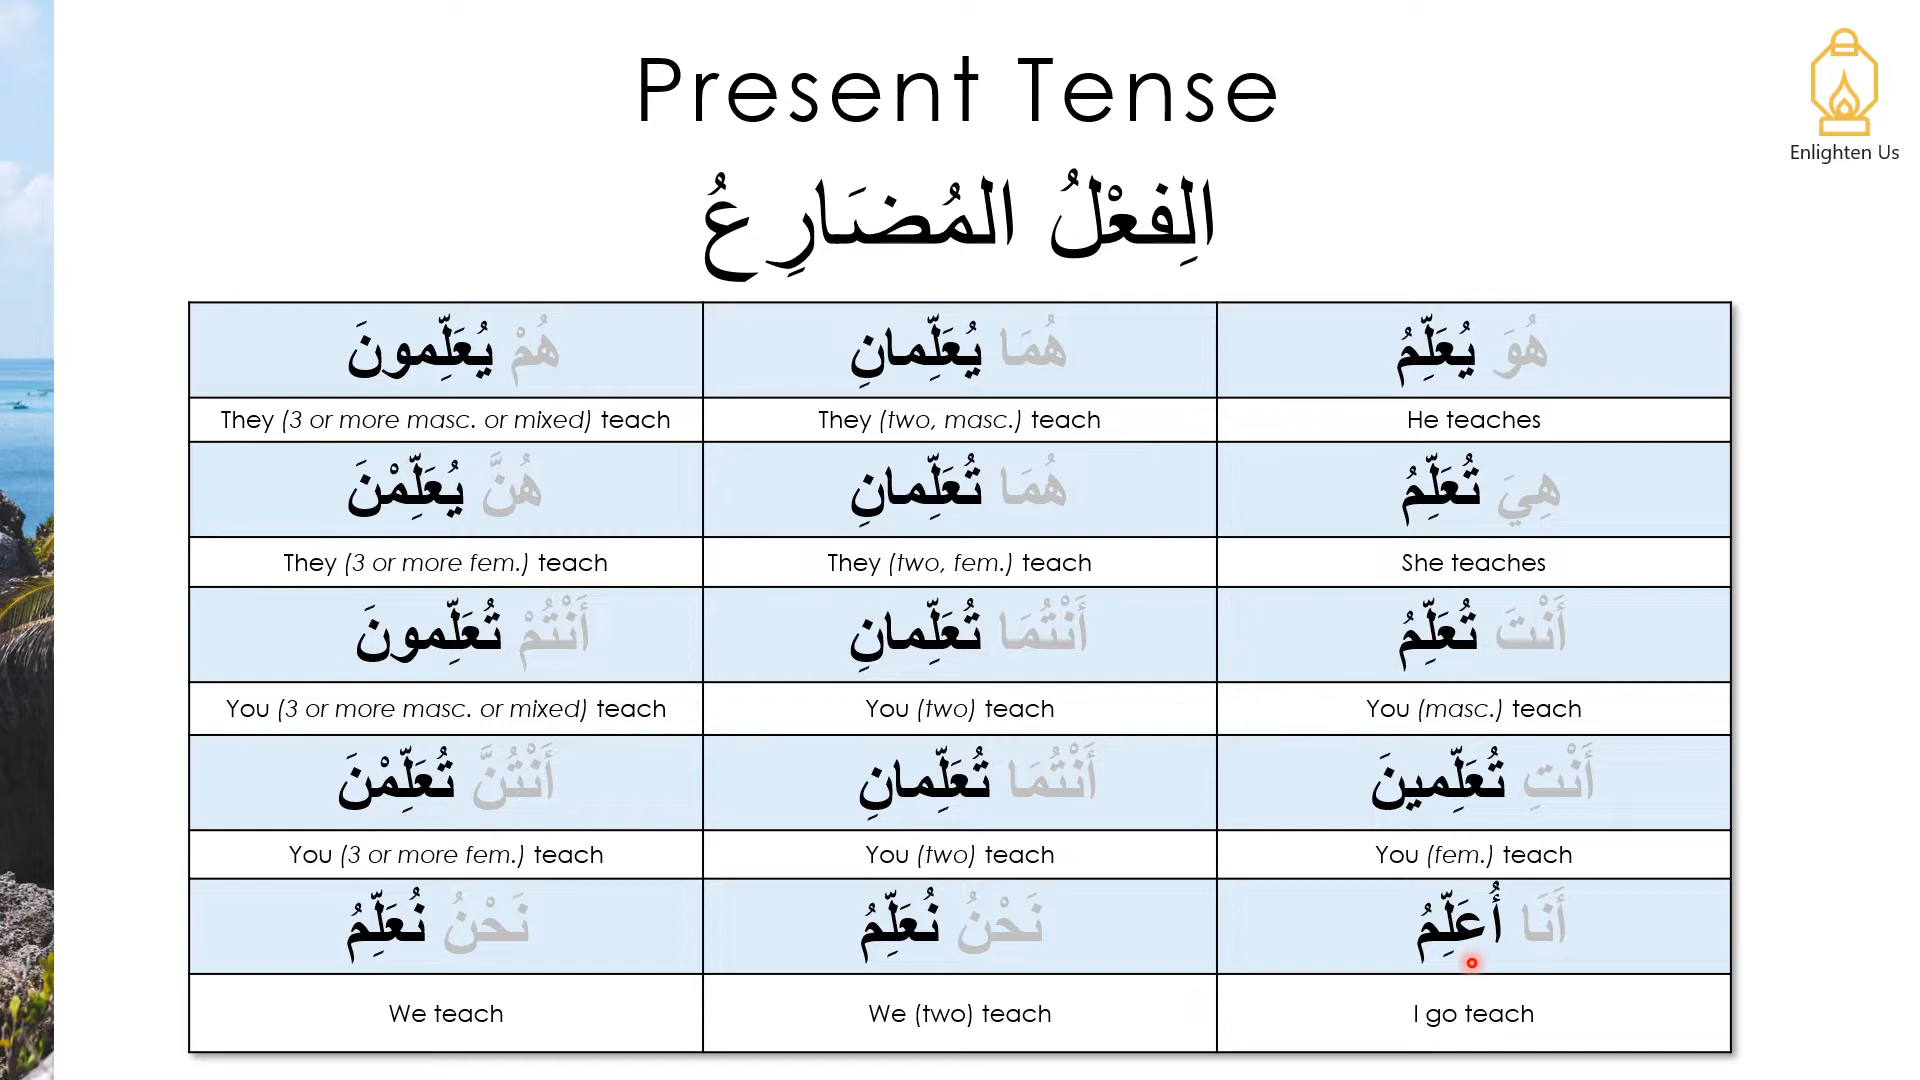 Present Tense
Enlighten Us
الِفعْلُ المُضَارِعُ
هُوَ يُعَلِّمُ
هُمَا يُعَلِّمانِ
هُمْ يُعَلِّمونَ
He teaches
They (two, masc.) teach
They (3 or more masc. or mixed) teach
هِيَ تُعَلِّمُ
هُمَا تُعَلِّمانِ
هُنَّ يُعَلِّمْنَ
She teaches
They (two, fem.) teach
They (3 or more fem.) teach
أَنْتَ تُعَلِّمُ
أَنْتُمَا تُعَلِّمانِ
أَنْتُمْ تُعَلِّمونَ
You (masc.) teach
You (two) teach
You (3 or more masc. or mixed) teach
أَنْتِ تُعَلِّمينَ
أَنْتُمَا تُعَلِّمانِ
أَنْتُنَّ تُعَلِّمْنَ
You (fem.) teach
You (two) teach
You (3 or more fem.) teach
أَنَا أُعَلِّمُ
نَحْنُ نُعَلِّمُ
نَحْنُ نُعَلِّمُ
I go teach
We (two) teach
We teach